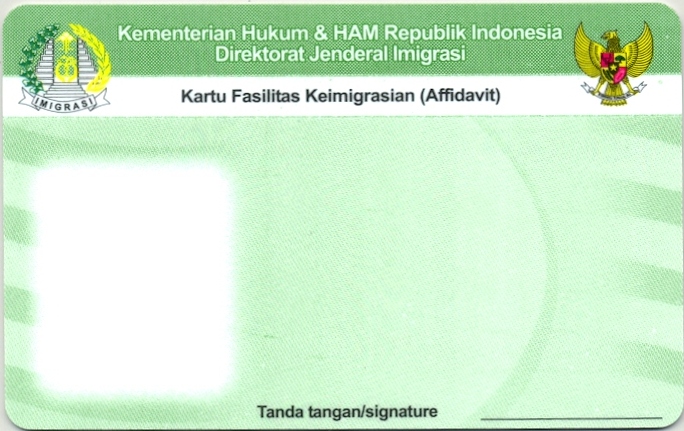 Kementerian Hukum & HAM Republik Indonesia
Direktorat Jenderal Imigrasi
IMIGRASI
Kartu Fasilitas Keimigrasian (Affidavit)
Tanda tangan/signature